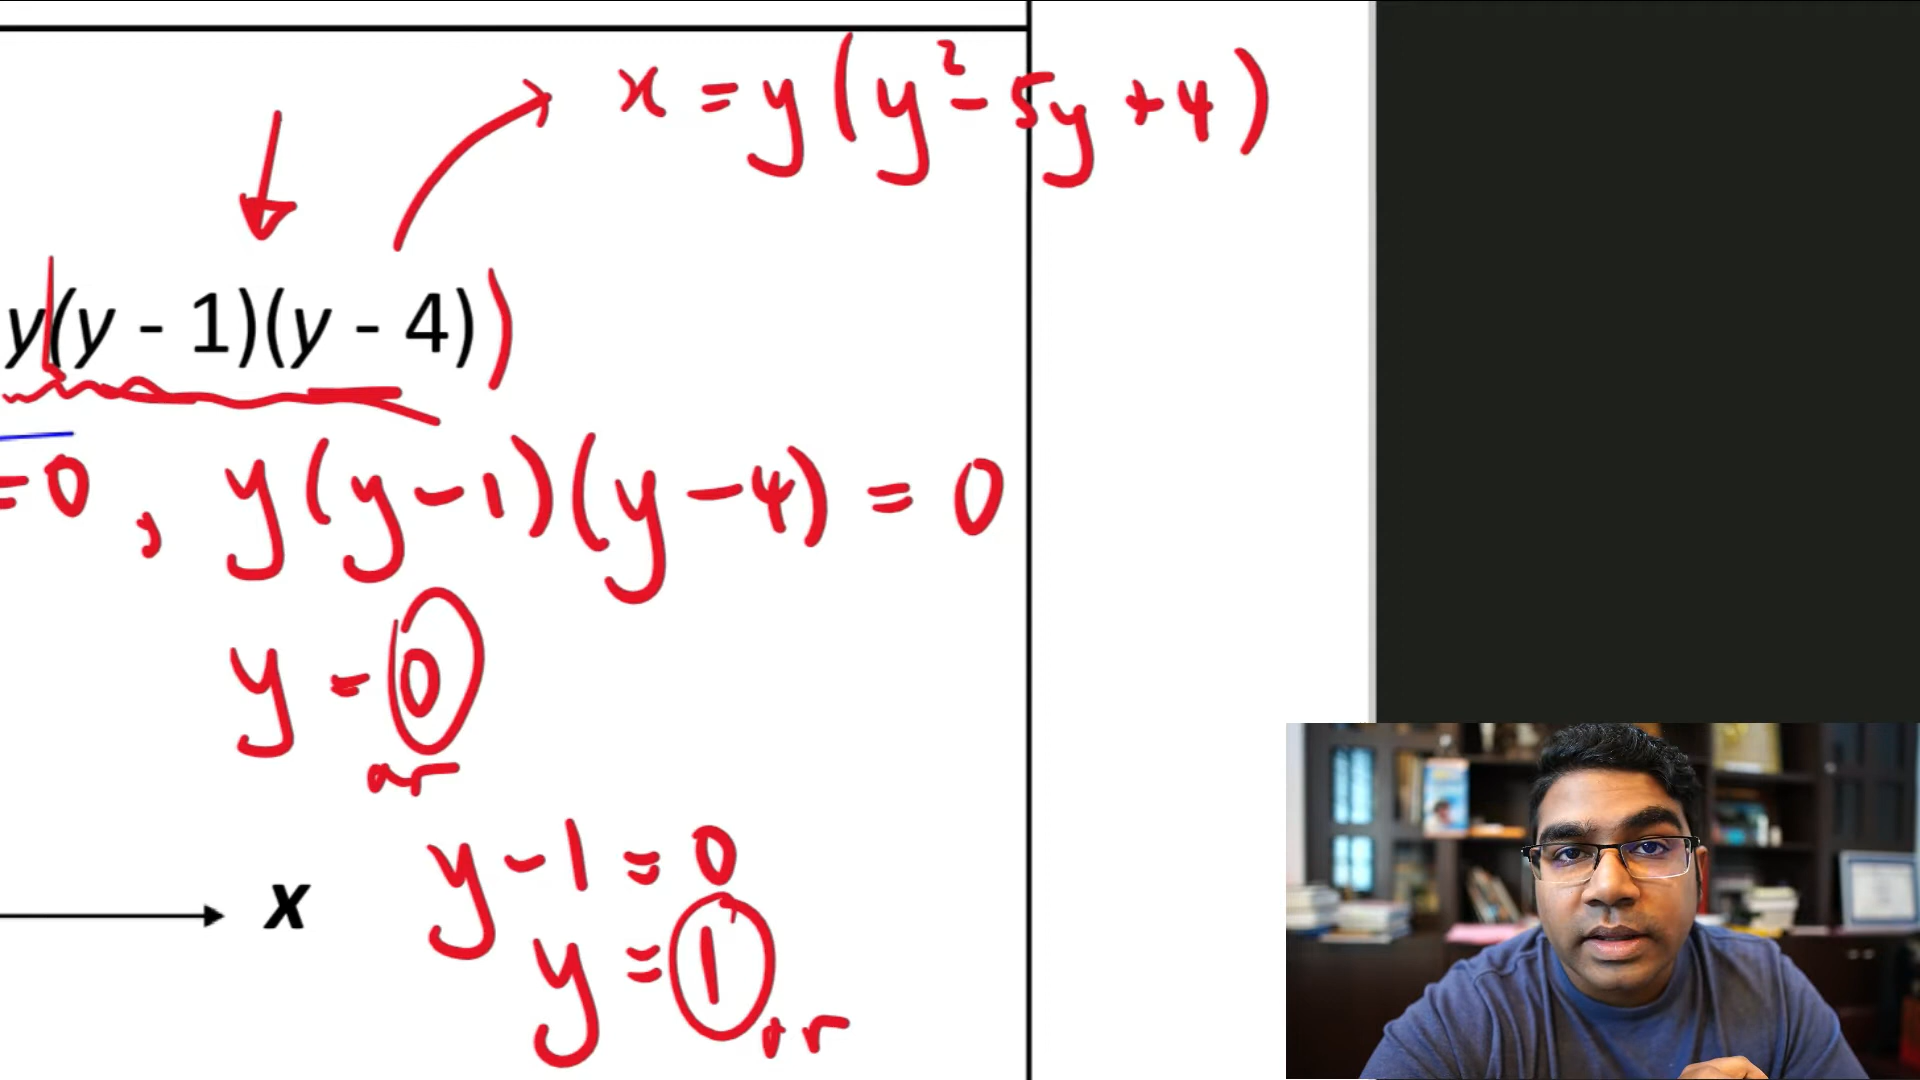 x = y(y² - 5y + 4)
y(y - 1)(y - 4))
=0 , y(y-1)(y-4) = 0
y = 0
or
y-1 = 0
x
y = 1 or